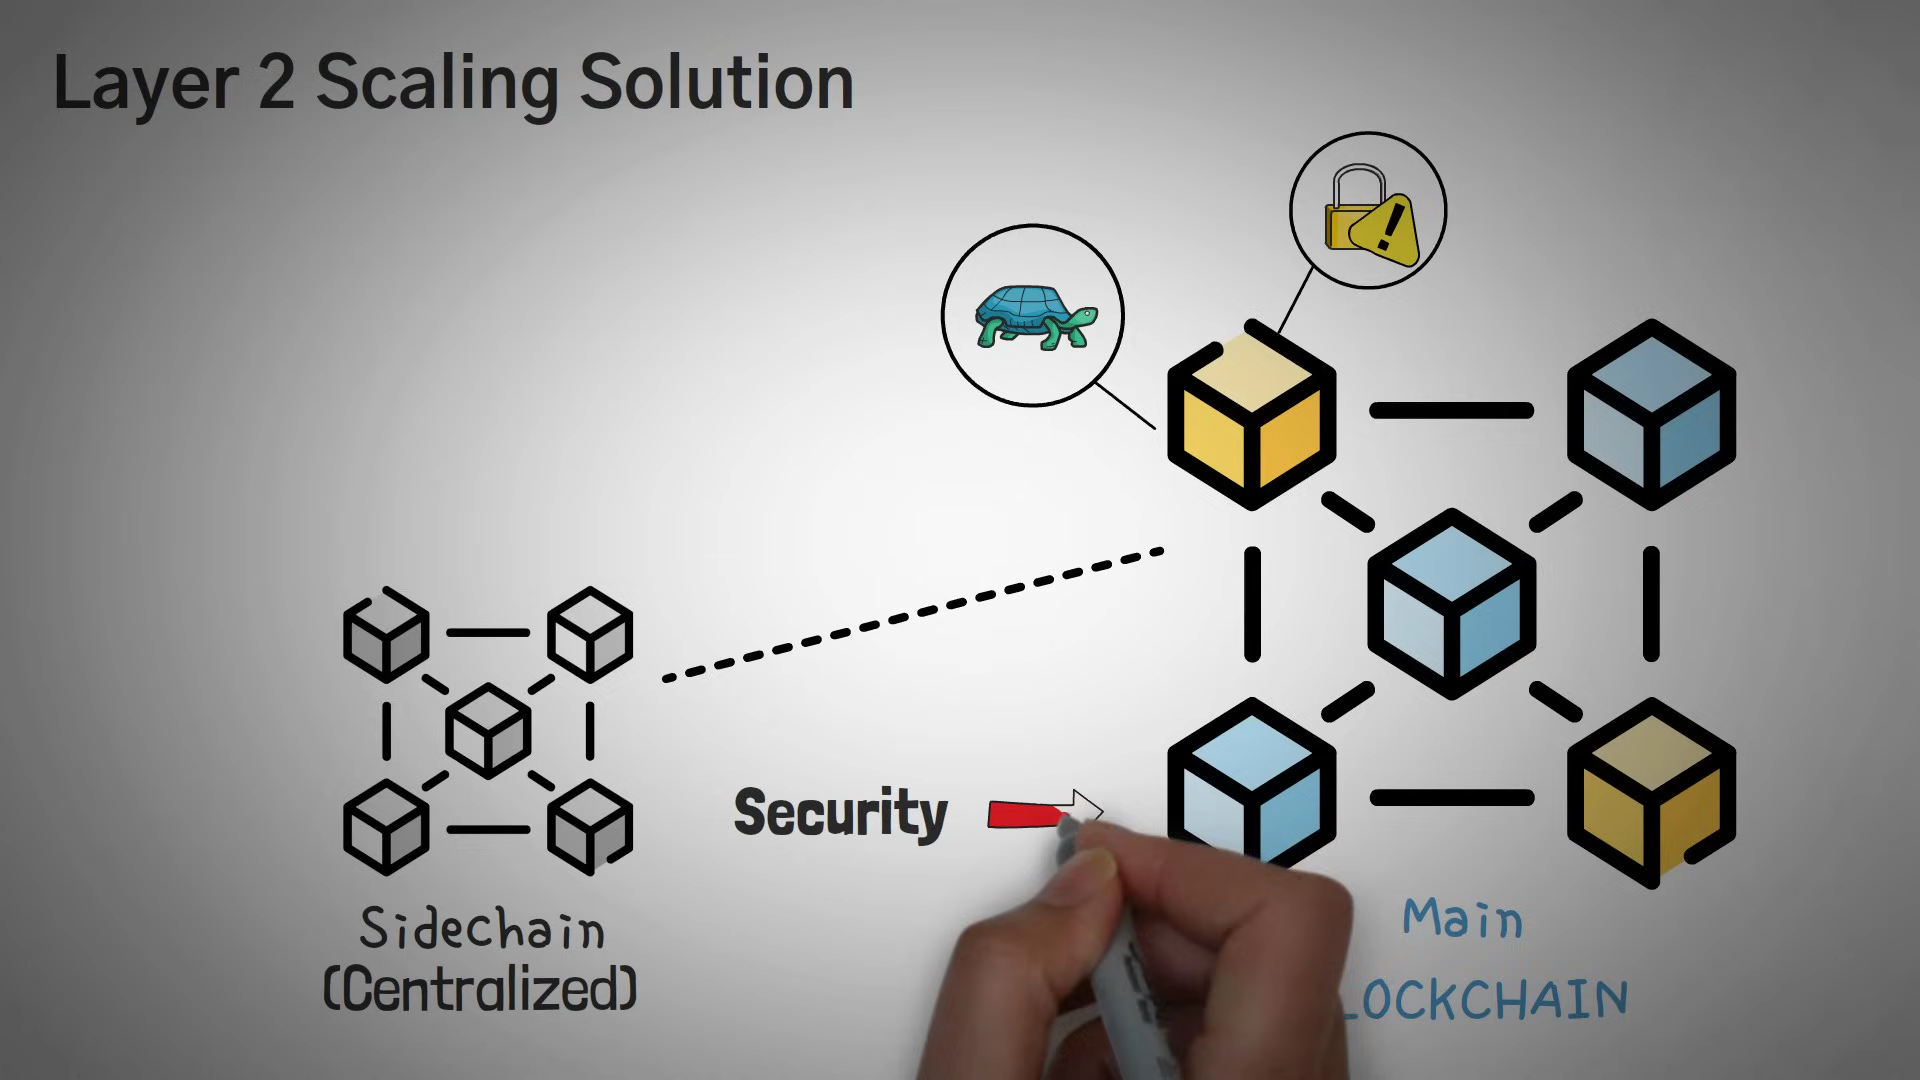 Layer 2 Scaling Solution
!
Security
Sidechain
(Centralized)
Main
LOCKCHAIN